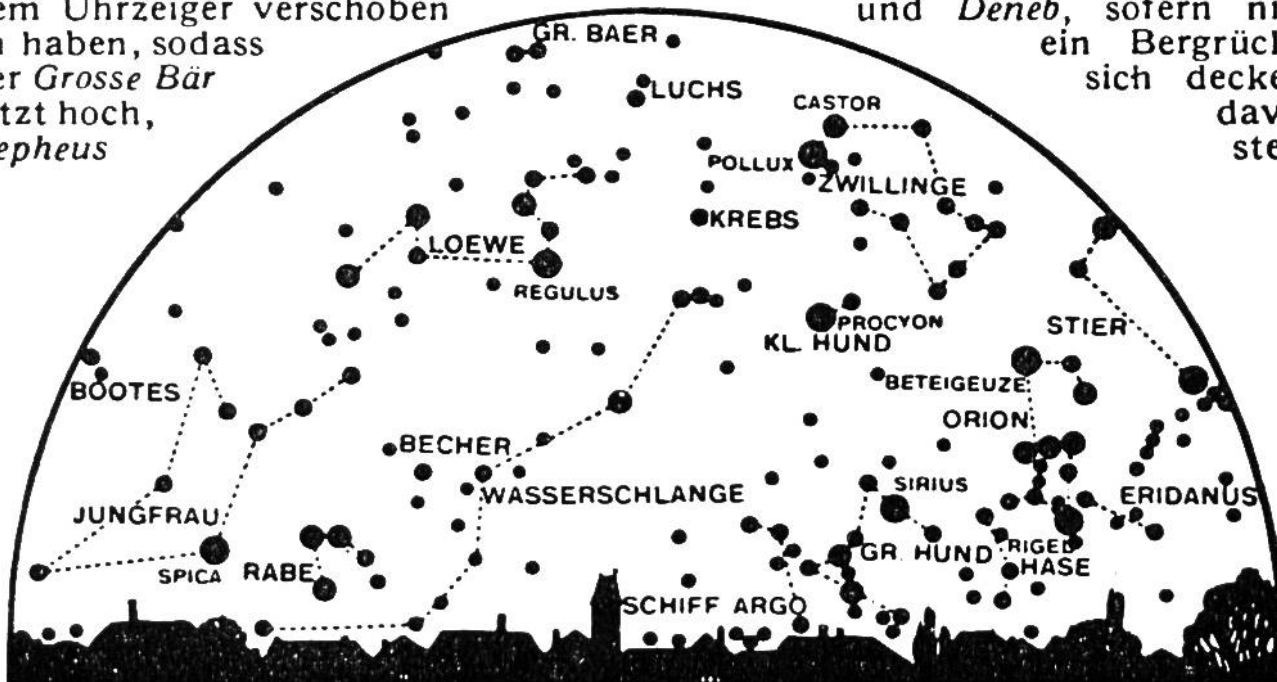 em Uhrzeiger verschoben
haben, sodass
er Grosse Bär
tzt hoch,
epheus
und Deneb, sofern
ein Bergrück
sich decke
dav
ste
GR. BAER
LUCHS
CASTOR
POLLUX
ZWILLINGE
KREBS
LOEWE
REGULUS
PROCYON
KL. HUND
STIER
BOOTES
BETEIGEUZE
ORION
BECHER
SIRIUS
WASSERSCHLANGE
ERIDANUS
JUNGFRAU
SPICA
RABE
GR. HUND
RIGEL
HASE
SCHIFF ARGO